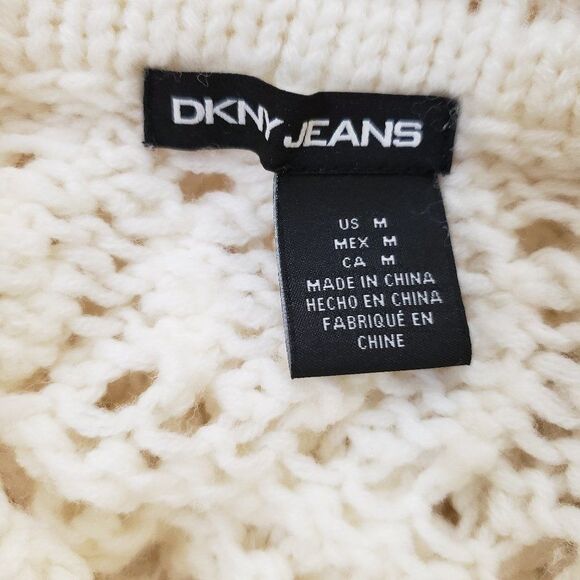 DKNY JEANS
US M
MEX M
CA M
MADE IN CHINA
HECHO EN CHINA
FABRIQUÉ EN
CHINE